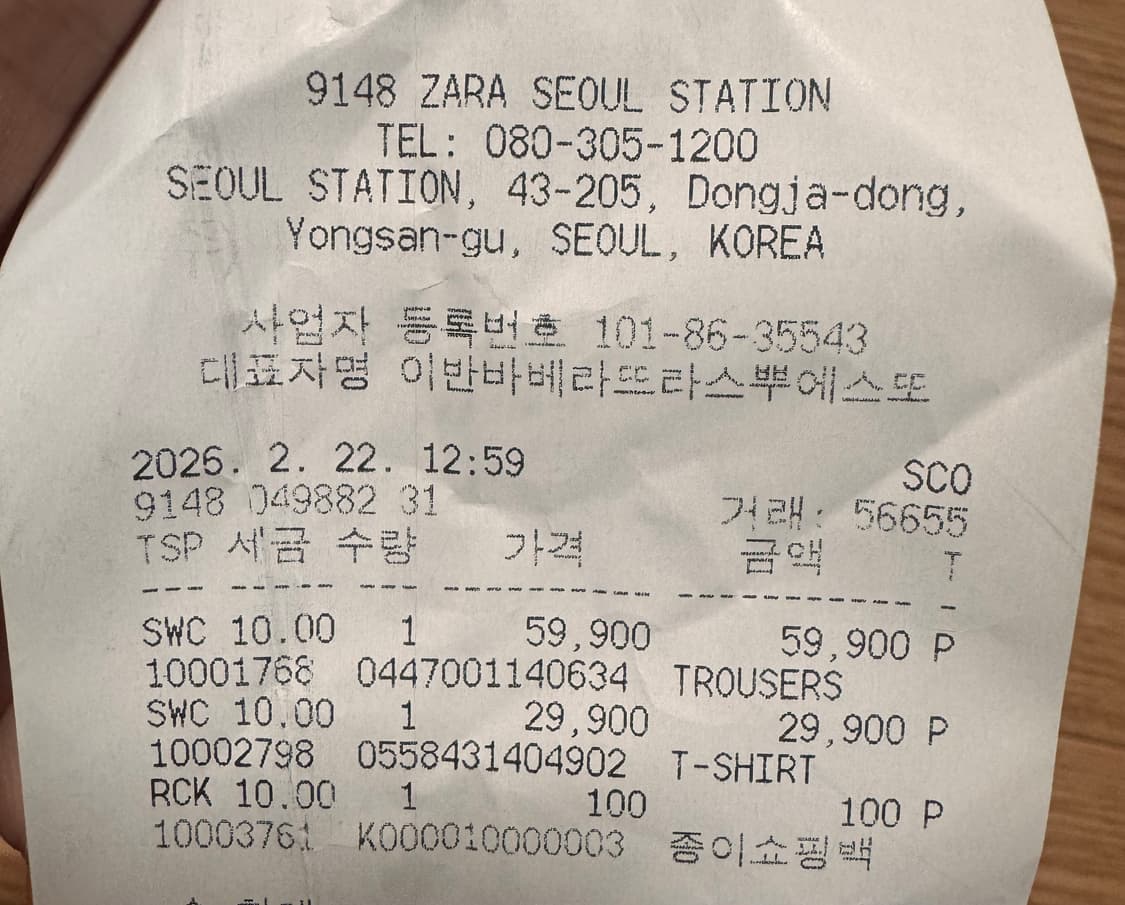 9148 ZARA SEOUL STATION
TEL: 080-305-1200
SEOUL STATION, 43-205, Dongja-dong,
Yongsan-gu, SEOUL, KOREA
사업자 등록번호 101-86-35543
대표자명 이반바베라뜨라스뿌에스또
2026. 2. 22. 12:59 SCO
9148 049882 31 거래: 56655
TSP 세금 수량 가격 금액 T
--- ----- --- ----------- ------------ -
SWC 10.00 1 59,900 59,900 P
10001768 0447001140634 TROUSERS
SWC 10.00 1 29,900 29,900 P
10002798 0558431404902 T-SHIRT
RCK 10.00 1 100 100 P
10003761 K000010000003 종이쇼핑백